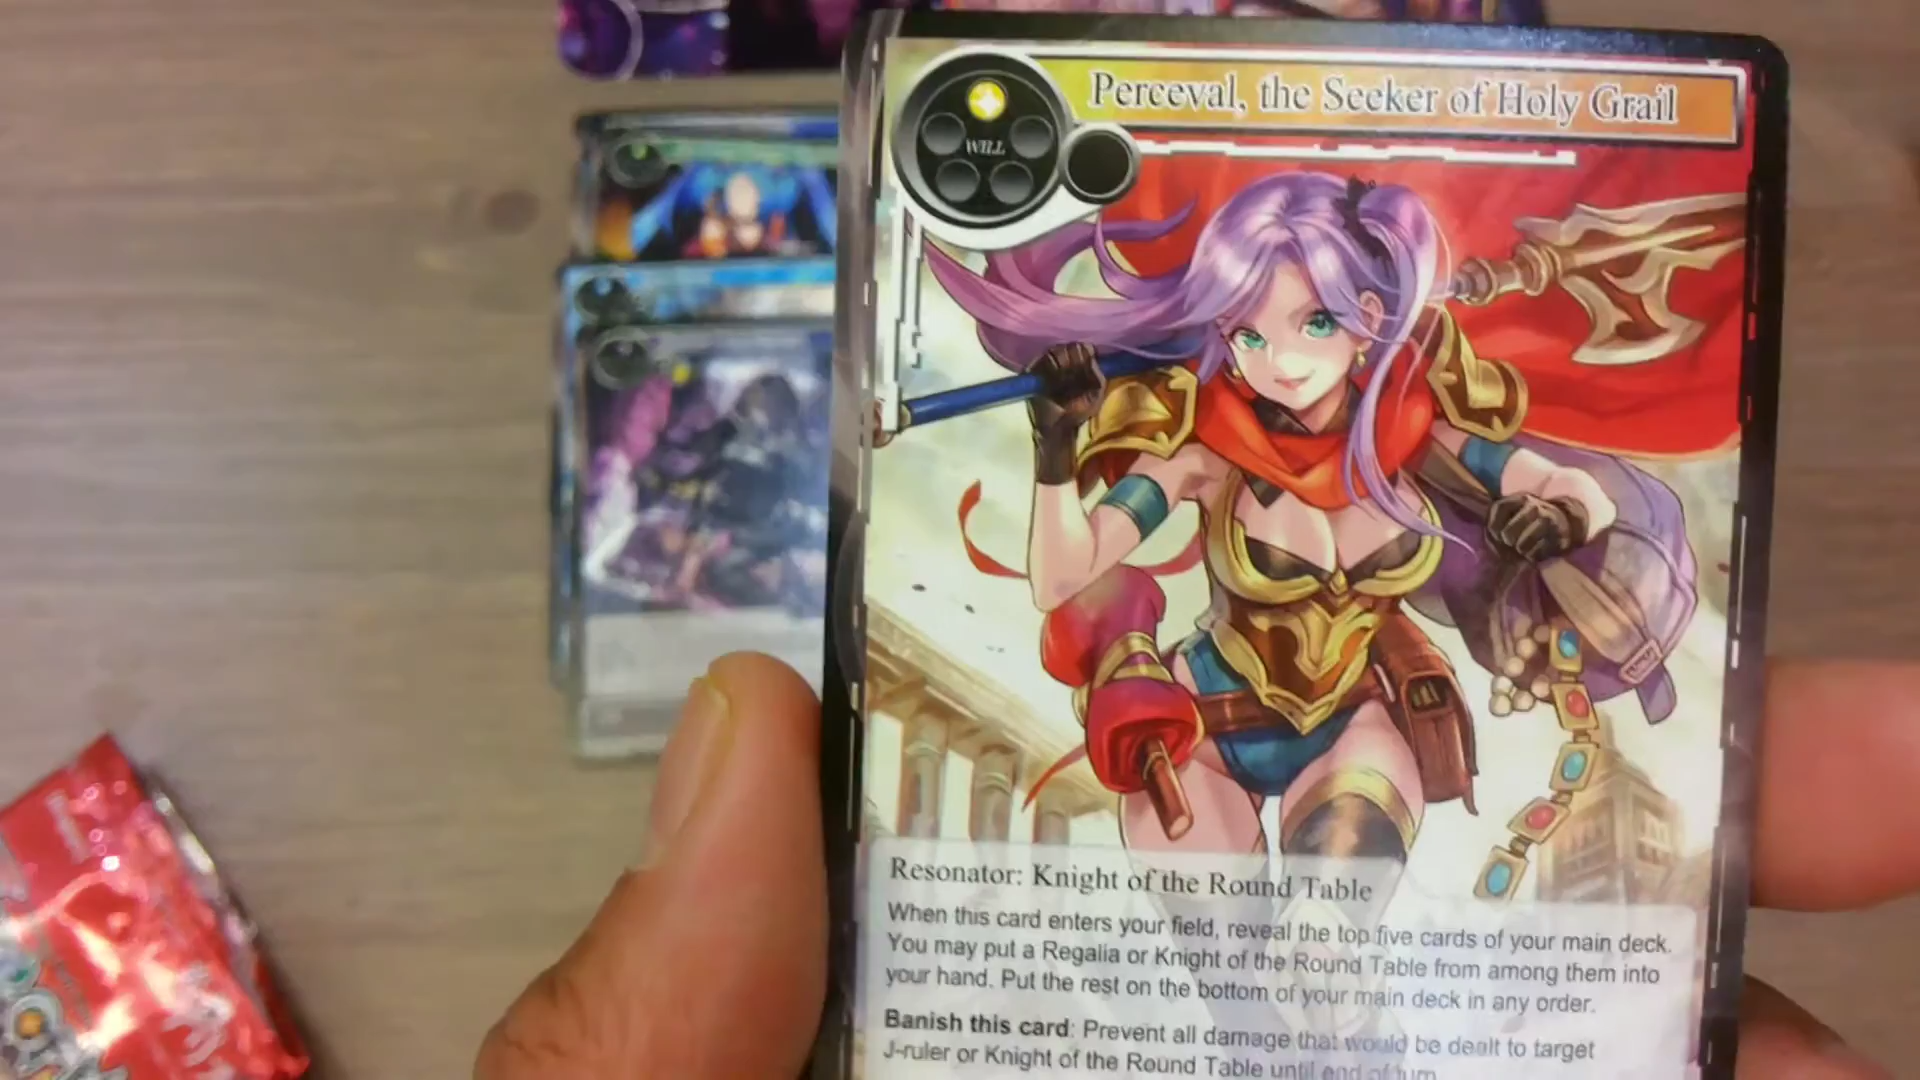 Perceval, the Seeker of Holy Grail
WILL
Resonator: Knight of the Round Table
When this card enters your field, reveal the top five cards of your main deck.
You may put a Regalia or Knight of the Round Table from among them into
your hand. Put the rest on the bottom of your main deck in any order.
Banish this card: Prevent all damage that would be dealt to target
J-ruler or Knight of the Round Table until end of turn